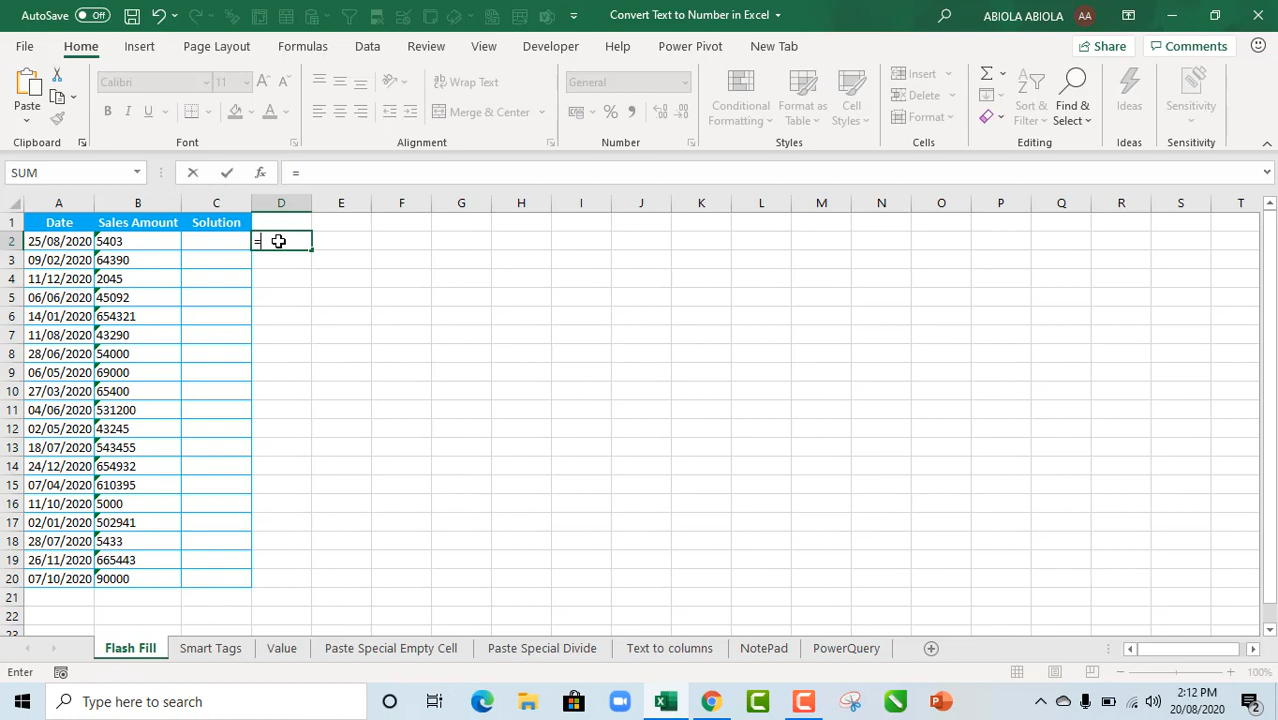 AutoSave Off Convert Text to Number in Excel ABIOLA ABIOLA AA
File Home Insert Page Layout Formulas Data Review View Developer Help Power Pivot New Tab Share Comments
Paste Calibri 11 A A Wrap Text General Conditional Formatting Format as Table Cell Styles Insert Delete Format Sort & Filter Find & Select Ideas Sensitivity
B I U Merge & Center % ,
Clipboard Font Alignment Number Styles Cells Editing Ideas Sensitivity
SUM fx =
A B C D E F G H I J K L M N O P Q R S T
1 Date Sales Amount Solution
2 25/08/2020 5403 =
3 09/02/2020 64390
4 11/12/2020 2045
5 06/06/2020 45092
6 14/01/2020 654321
7 11/08/2020 43290
8 28/06/2020 54000
9 06/05/2020 69000
10 27/03/2020 65400
11 04/06/2020 531200
12 02/05/2020 43245
13 18/07/2020 543455
14 24/12/2020 654932
15 07/04/2020 610395
16 11/10/2020 5000
17 02/01/2020 502941
18 28/07/2020 5433
19 26/11/2020 665443
20 07/10/2020 90000
21
22
23
Flash Fill Smart Tags Value Paste Special Empty Cell Paste Special Divide Text to columns NotePad PowerQuery
Enter 100%
Type here to search 2:12 PM
20/08/2020 2